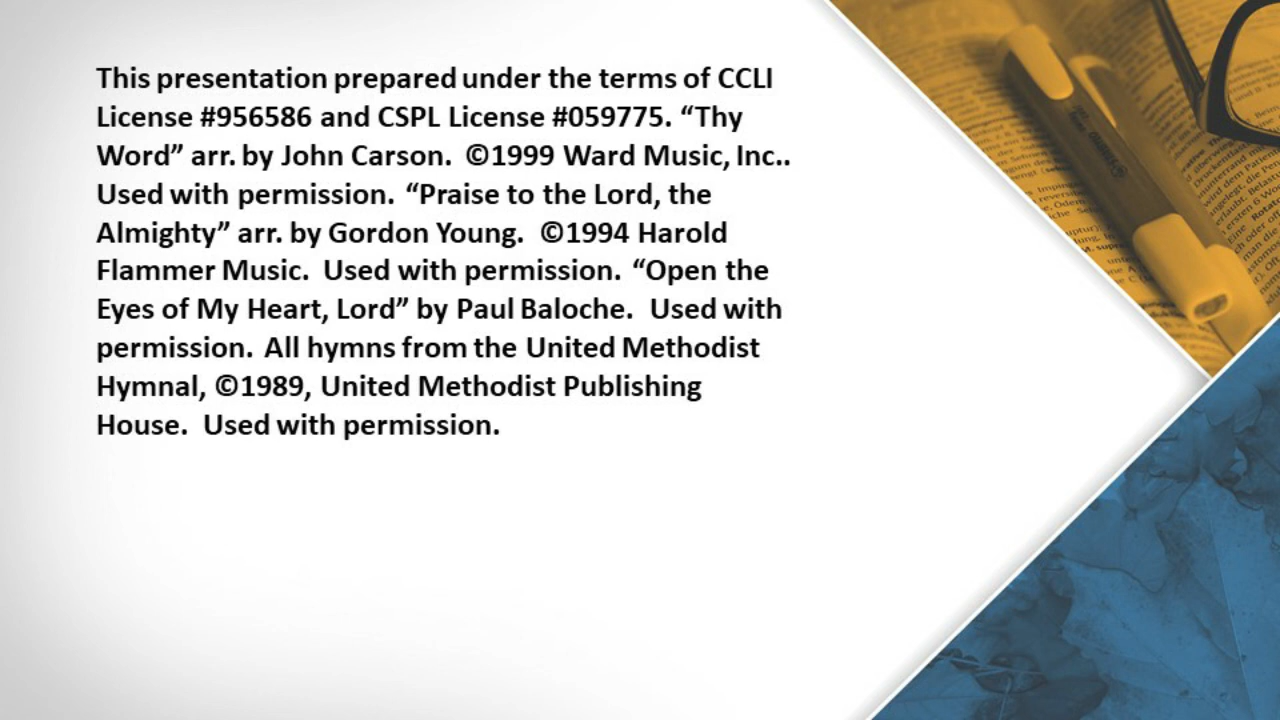 This presentation prepared under the terms of CCLI
License #956586 and CSPL License #059775. “Thy
Word” arr. by John Carson.  ©1999 Ward Music, Inc..
Used with permission. “Praise to the Lord, the
Almighty” arr. by Gordon Young.  ©1994 Harold
Flammer Music.  Used with permission. “Open the
Eyes of My Heart, Lord” by Paul Baloche.  Used with
permission. All hymns from the United Methodist
Hymnal, ©1989, United Methodist Publishing
House.  Used with permission.